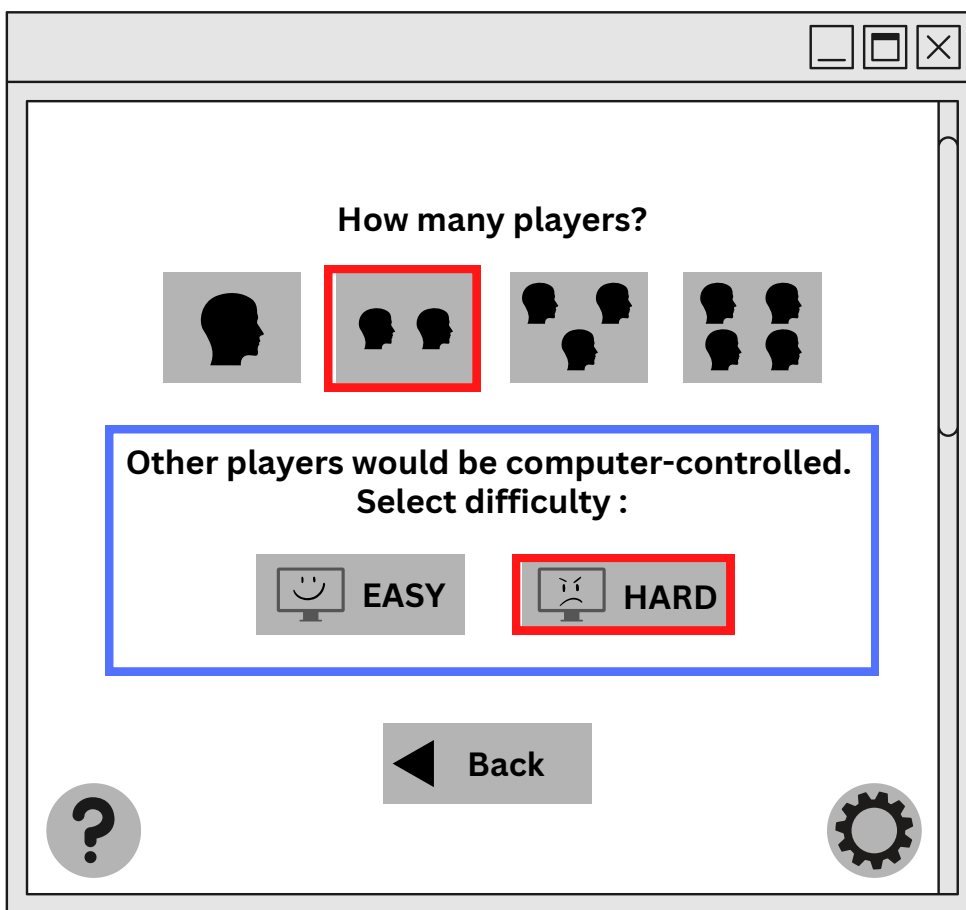 How many players?
Other players would be computer-controlled.
Select difficulty :
EASY
HARD
Back
?